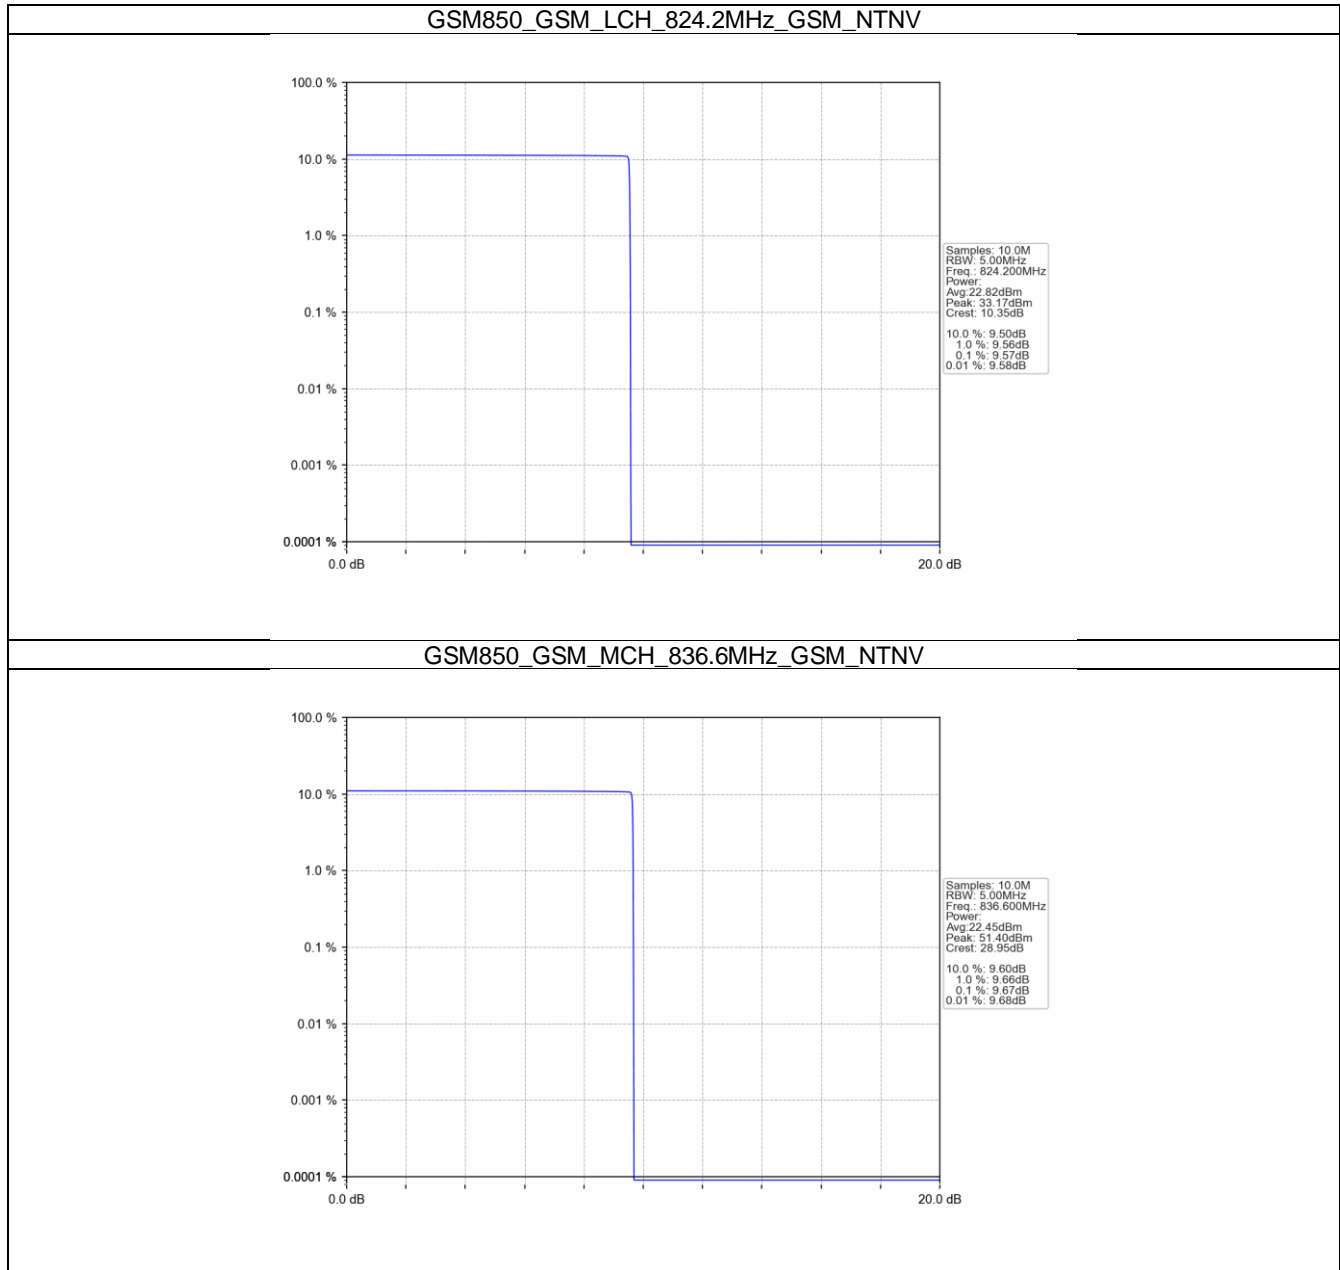 GSM850_GSM_LCH_824.2MHz_GSM_NTNV
100.0 %
10.0 %
1.0 %
0.1 %
0.01 %
0.001 %
0.0001 %
0.0 dB
20.0 dB
Samples: 10.0M
RBW: 5.00MHz
Freq.: 824.200MHz
Power:
Avg:22.82dBm
Peak: 33.17dBm
Crest: 10.35dB
10.0 %: 9.50dB
1.0 %: 9.56dB
0.1 %: 9.57dB
0.01 %: 9.58dB
GSM850_GSM_MCH_836.6MHz_GSM_NTNV
100.0 %
10.0 %
1.0 %
0.1 %
0.01 %
0.001 %
0.0001 %
0.0 dB
20.0 dB
Samples: 10.0M
RBW: 5.00MHz
Freq.: 836.600MHz
Power:
Avg:22.45dBm
Peak: 51.40dBm
Crest: 28.95dB
10.0 %: 9.60dB
1.0 %: 9.66dB
0.1 %: 9.67dB
0.01 %: 9.68dB